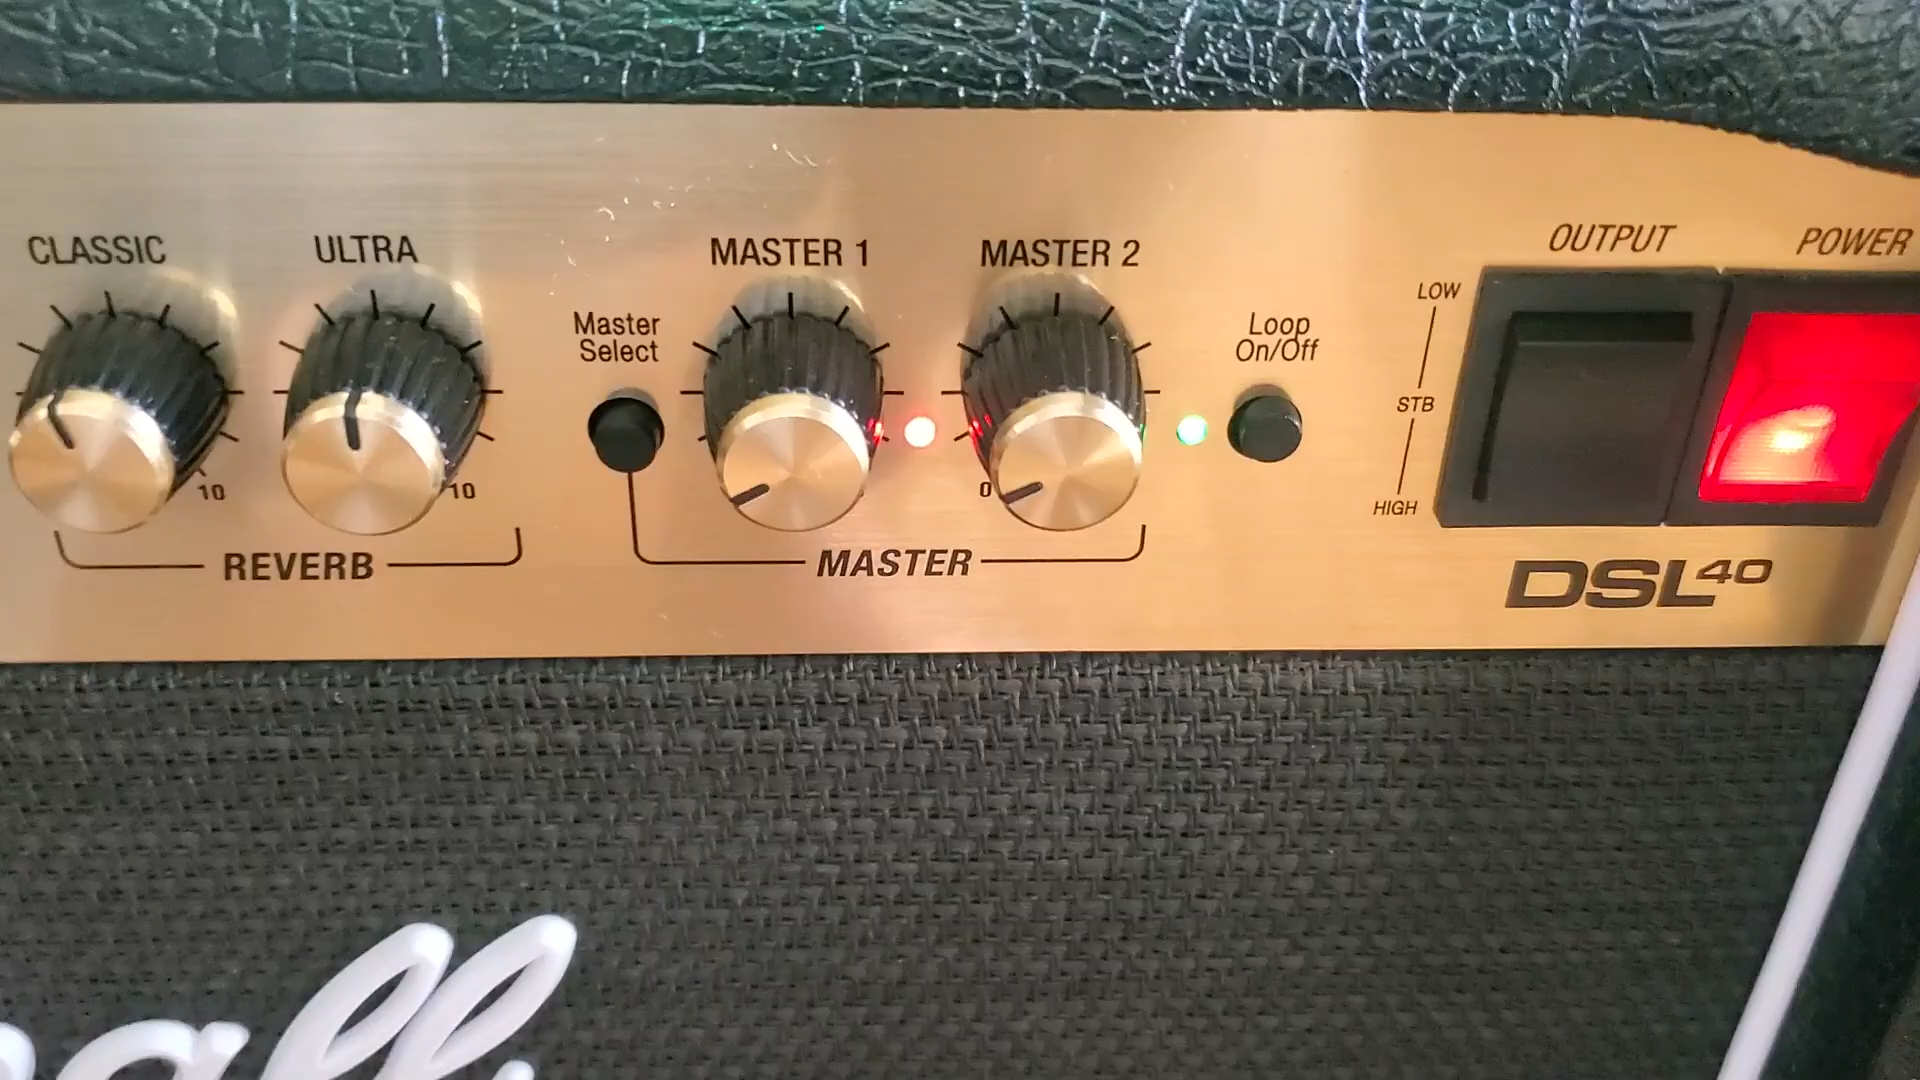 CLASSIC
ULTRA
MASTER 1
MASTER 2
OUTPUT
POWER
Master
Select
Loop
On/Off
LOW
STB
HIGH
10
10
0
REVERB
MASTER
DSL40
all